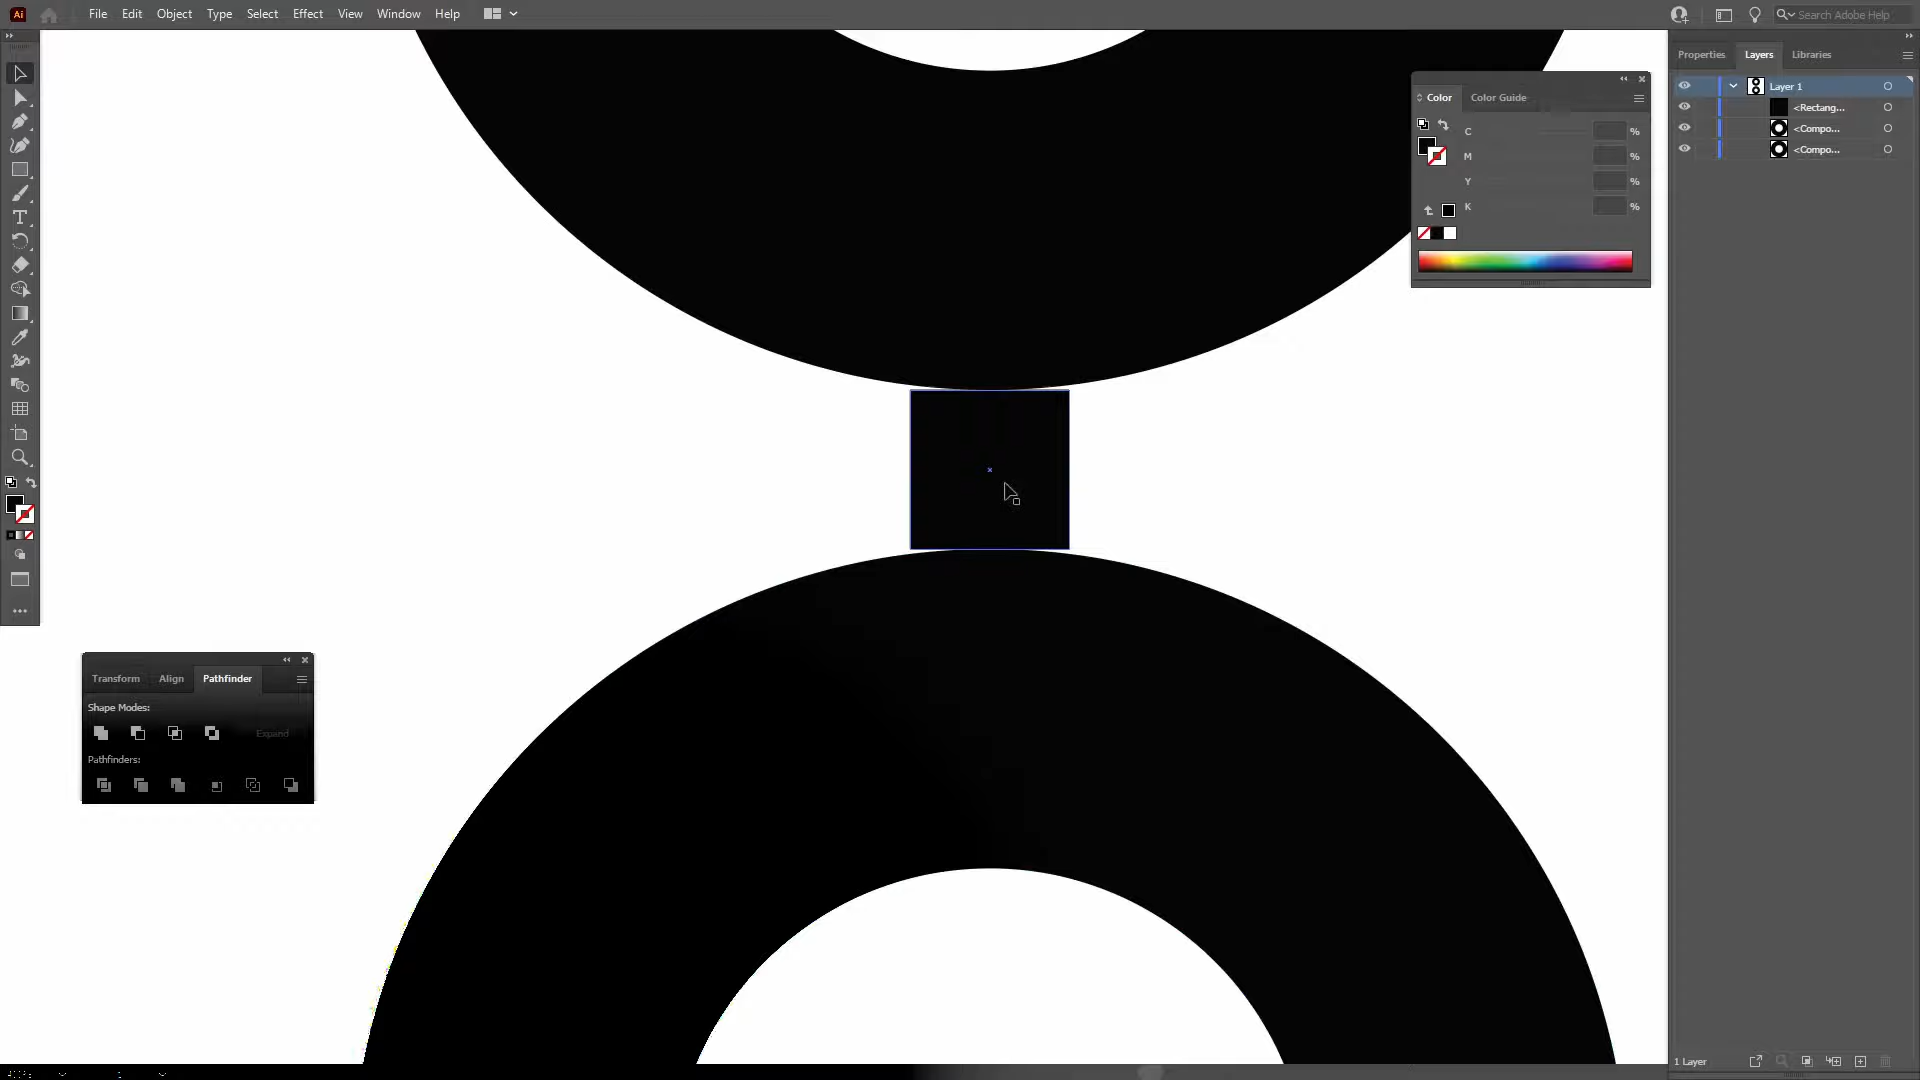 Ai File Edit Object Type Select Effect View Window Help Search Adobe Help
Properties Layers Libraries
Layer 1
<Rectang...
<Compo...
<Compo...
Color Color Guide
C %
M %
Y %
K %
Transform Align Pathfinder
Shape Modes:
Expand
Pathfinders:
1 Layer